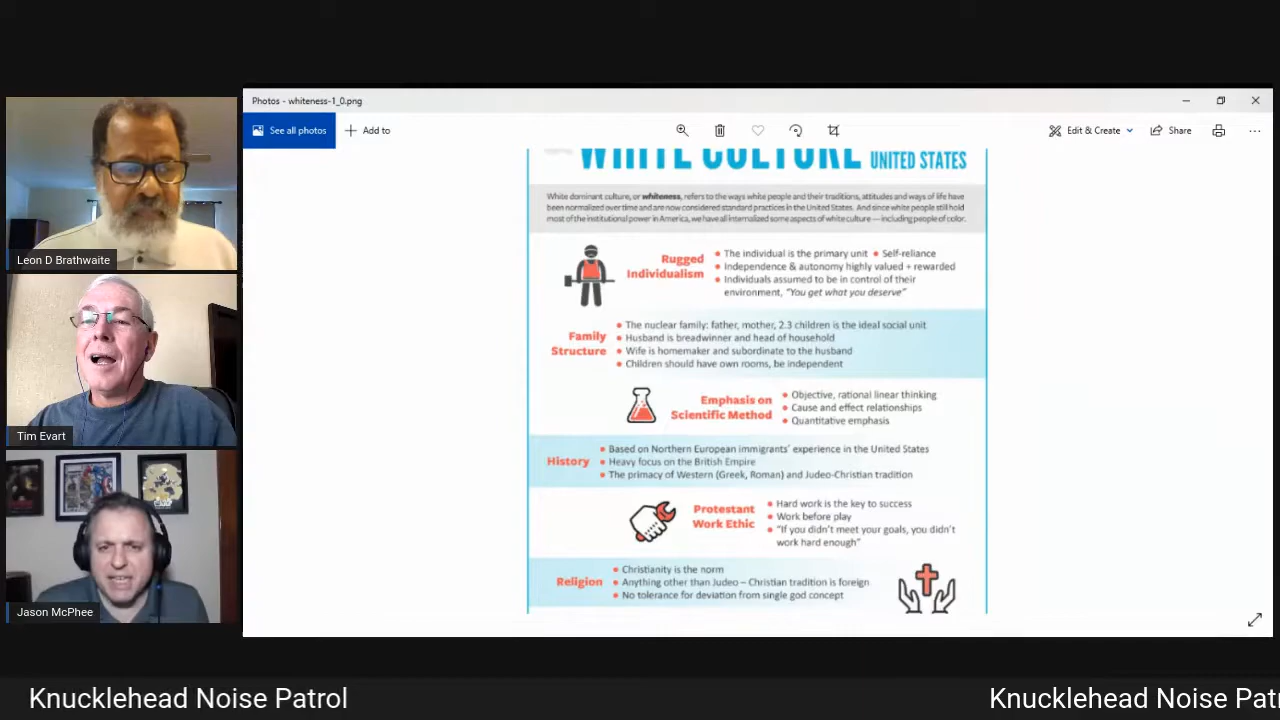 Photos - whiteness-1_0.png
See all photos
Add to
Edit & Create
Share
WHITE CULTURE UNITED STATES
White dominant culture, or whiteness, refers to the ways white people and their traditions, attitudes and ways of life have
been normalized over time and are now considered standard practices in the United States. And since white people still hold
most of the institutional power in America, we have all internalized some aspects of white culture — including people of color.
Rugged
Individualism
• The individual is the primary unit • Self-reliance
• Independence & autonomy highly valued + rewarded
• Individuals assumed to be in control of their
environment, "You get what you deserve"
Family
Structure
• The nuclear family: father, mother, 2.3 children is the ideal social unit
• Husband is breadwinner and head of household
• Wife is homemaker and subordinate to the husband
• Children should have own rooms, be independent
Emphasis on
Scientific Method
• Objective, rational linear thinking
• Cause and effect relationships
• Quantitative emphasis
History
• Based on Northern European immigrants' experience in the United States
• Heavy focus on the British Empire
• The primacy of Western (Greek, Roman) and Judeo-Christian tradition
Protestant
Work Ethic
• Hard work is the key to success
• Work before play
• "If you didn't meet your goals, you didn't
work hard enough"
Religion
• Christianity is the norm
• Anything other than Judeo – Christian tradition is foreign
• No tolerance for deviation from single god concept
Leon D Brathwaite
Tim Evart
Jason McPhee
Knucklehead Noise Patrol
Knucklehead Noise Patr